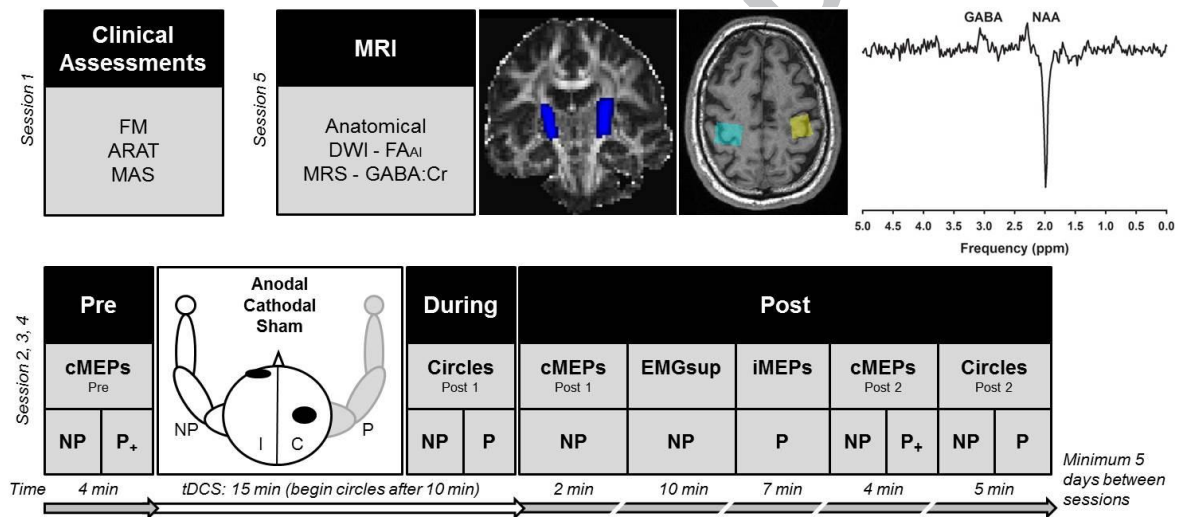 Session 1
Clinical
Assessments
FM
ARAT
MAS
Session 5
MRI
Anatomical
DWI - FAAI
MRS - GABA:Cr
GABA
NAA
5.0 4.5 4.0 3.5 3.0 2.5 2.0 1.5 1.0 0.5 0.0
Frequency (ppm)
Session 2, 3, 4
Pre
cMEPs
Pre
NP
P+
Anodal
Cathodal
Sham
NP
I
C
P
During
Circles
Post 1
NP
P
Post
cMEPs
Post 1
NP
EMGsup
NP
iMEPs
P
cMEPs
Post 2
NP
P+
Circles
Post 2
NP
P
Time
4 min
tDCS: 15 min (begin circles after 10 min)
2 min
10 min
7 min
4 min
5 min
Minimum 5
days between
sessions